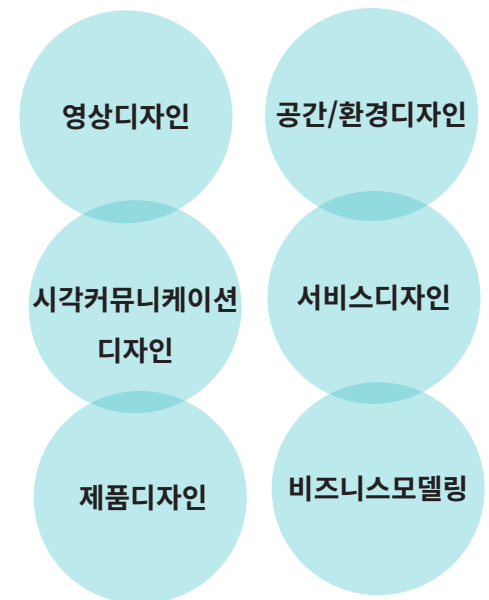 영상디자인
공간/환경디자인
시각커뮤니케이션
디자인
서비스디자인
제품디자인
비즈니스모델링